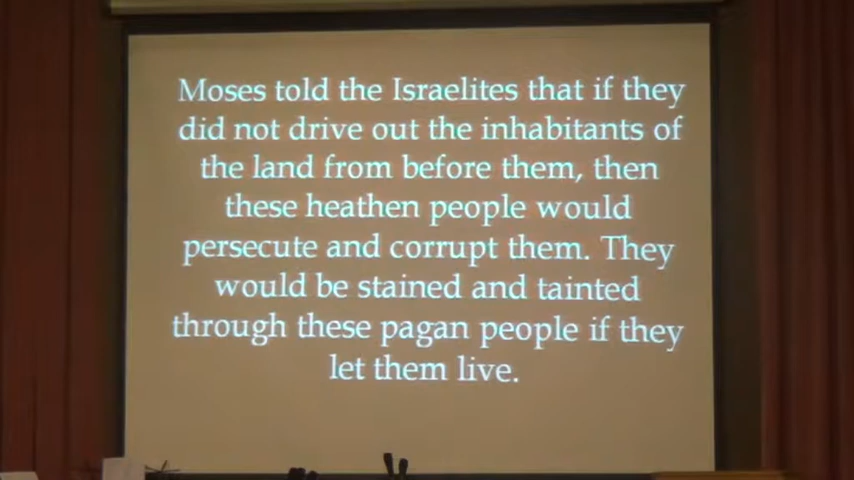 Moses told the Israelites that if they
did not drive out the inhabitants of
the land from before them, then
these heathen people would
persecute and corrupt them. They
would be stained and tainted
through these pagan people if they
let them live.